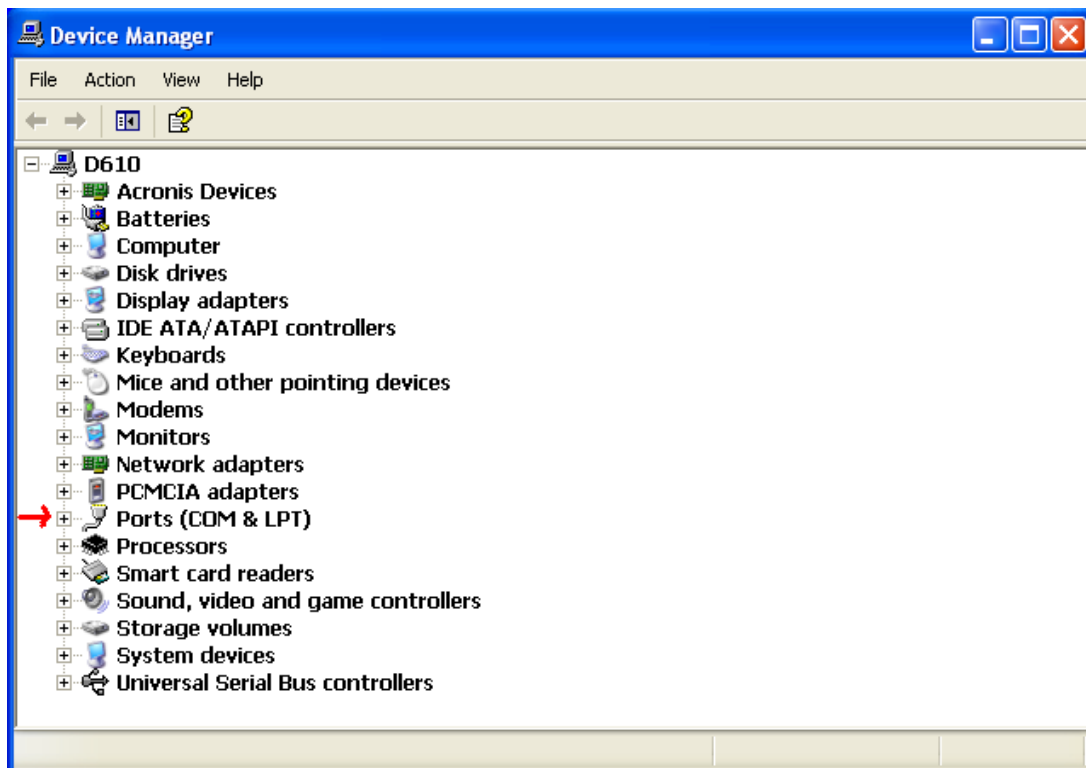 Device Manager
File Action View Help
D610
Acronis Devices
Batteries
Computer
Disk drives
Display adapters
IDE ATA/ATAPI controllers
Keyboards
Mice and other pointing devices
Modems
Monitors
Network adapters
PCMCIA adapters
Ports (COM & LPT)
Processors
Smart card readers
Sound, video and game controllers
Storage volumes
System devices
Universal Serial Bus controllers